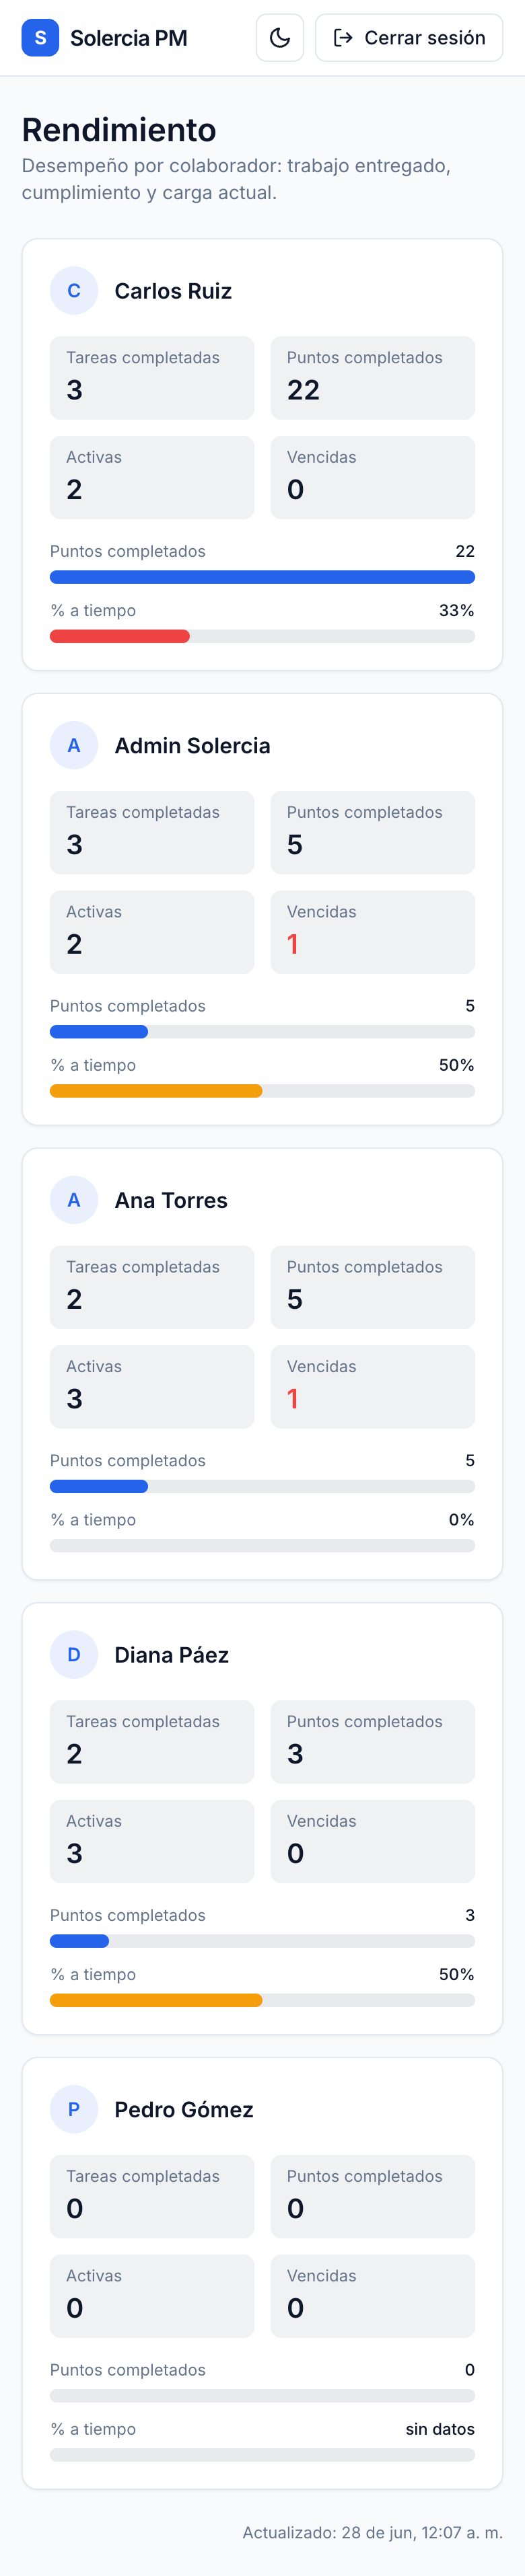 S Solercia PM Cerrar sesión
Rendimiento
Desempeño por colaborador: trabajo entregado,
cumplimiento y carga actual.
C Carlos Ruiz
Tareas completadas Puntos completados
3 22
Activas Vencidas
2 0
Puntos completados 22
% a tiempo 33%
A Admin Solercia
Tareas completadas Puntos completados
3 5
Activas Vencidas
2 1
Puntos completados 5
% a tiempo 50%
A Ana Torres
Tareas completadas Puntos completados
2 5
Activas Vencidas
3 1
Puntos completados 5
% a tiempo 0%
D Diana Páez
Tareas completadas Puntos completados
2 3
Activas Vencidas
3 0
Puntos completados 3
% a tiempo 50%
P Pedro Gómez
Tareas completadas Puntos completados
0 0
Activas Vencidas
0 0
Puntos completados 0
% a tiempo sin datos
Actualizado: 28 de jun, 12:07 a. m.